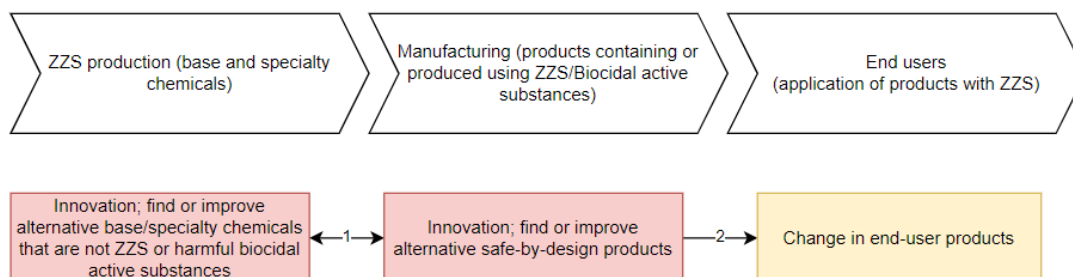 ZZS production (base and specialty
chemicals)
Manufacturing (products containing or
produced using ZZS/Biocidal active
substances)
End users
(application of products with ZZS)
Innovation; find or improve
alternative base/specialty chemicals
that are not ZZS or harmful biocidal
active substances
1
Innovation; find or improve
alternative safe-by-design products
2
Change in end-user products